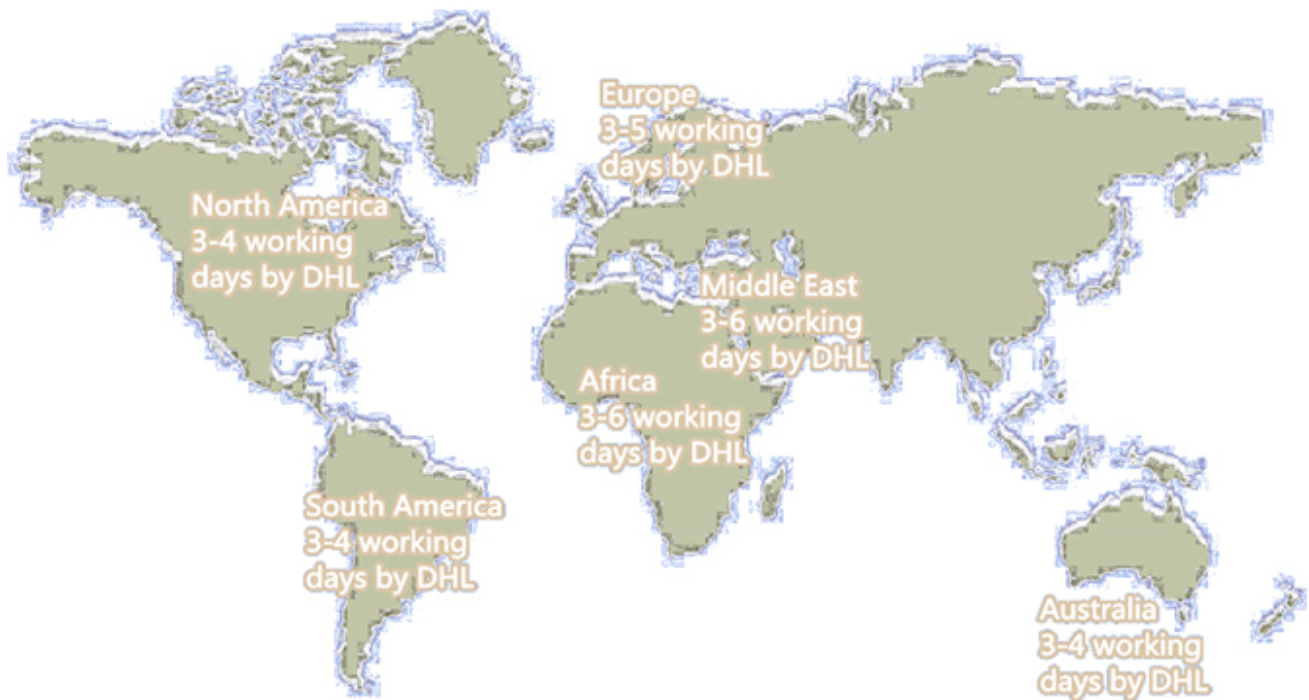 Europe
3-5 working
days by DHL
North America
3-4 working
days by DHL
Middle East
3-6 working
days by DHL
Africa
3-6 working
days by DHL
South America
3-4 working
days by DHL
Australia
3-4 working
days by DHL